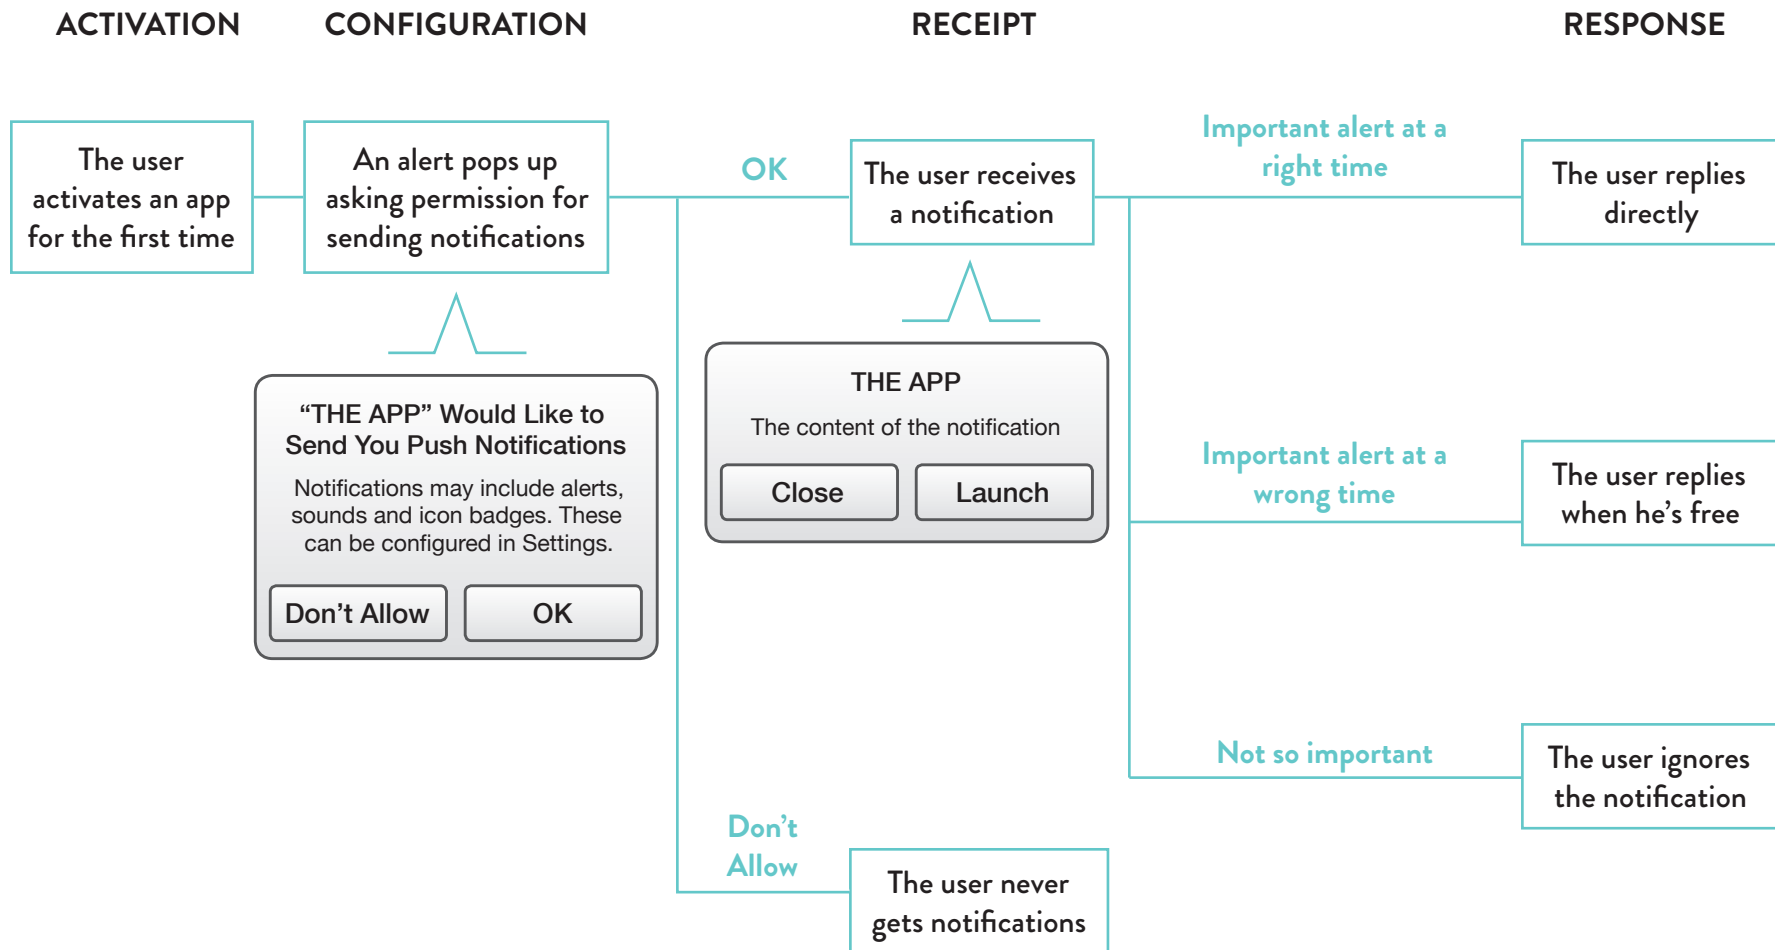 ACTIVATION
CONFIGURATION
RECEIPT
RESPONSE
The user
activates an app
for the first time
An alert pops up
asking permission for
sending notifications
OK
The user receives
a notification
Important alert at a
right time
The user replies
directly
“THE APP” Would Like to
Send You Push Notifications
Notifications may include alerts,
sounds and icon badges. These
can be configured in Settings.
Don't Allow
OK
THE APP
The content of the notification
Close
Launch
Important alert at a
wrong time
The user replies
when he's free
Not so important
The user ignores
the notification
Don't
Allow
The user never
gets notifications